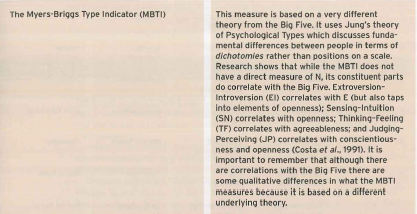 The Myers-Briggs Type Indicator (MBTI)
This measure is based on a very different
theory from the Big Five. It uses Jung's theory
of Psychological Types which discusses funda-
mental differences between people in terms of
dichotomies rather than positions on a scale.
Research shows that while the MBTI does not
have a direct measure of N, its constituent parts
do correlate with the Big Five. Extroversion–
Introversion (EI) correlates with E (but also taps
into elements of openness); Sensing–Intuition
(SN) correlates with openness; Thinking–Feeling
(TF) correlates with agreeableness; and Judging–
Perceiving (JP) correlates with conscientious-
ness and openness (Costa et al., 1991). It is
important to remember that although there
are correlations with the Big Five there are
some qualitative differences in what the MBTI
measures because it is based on a different
underlying theory.